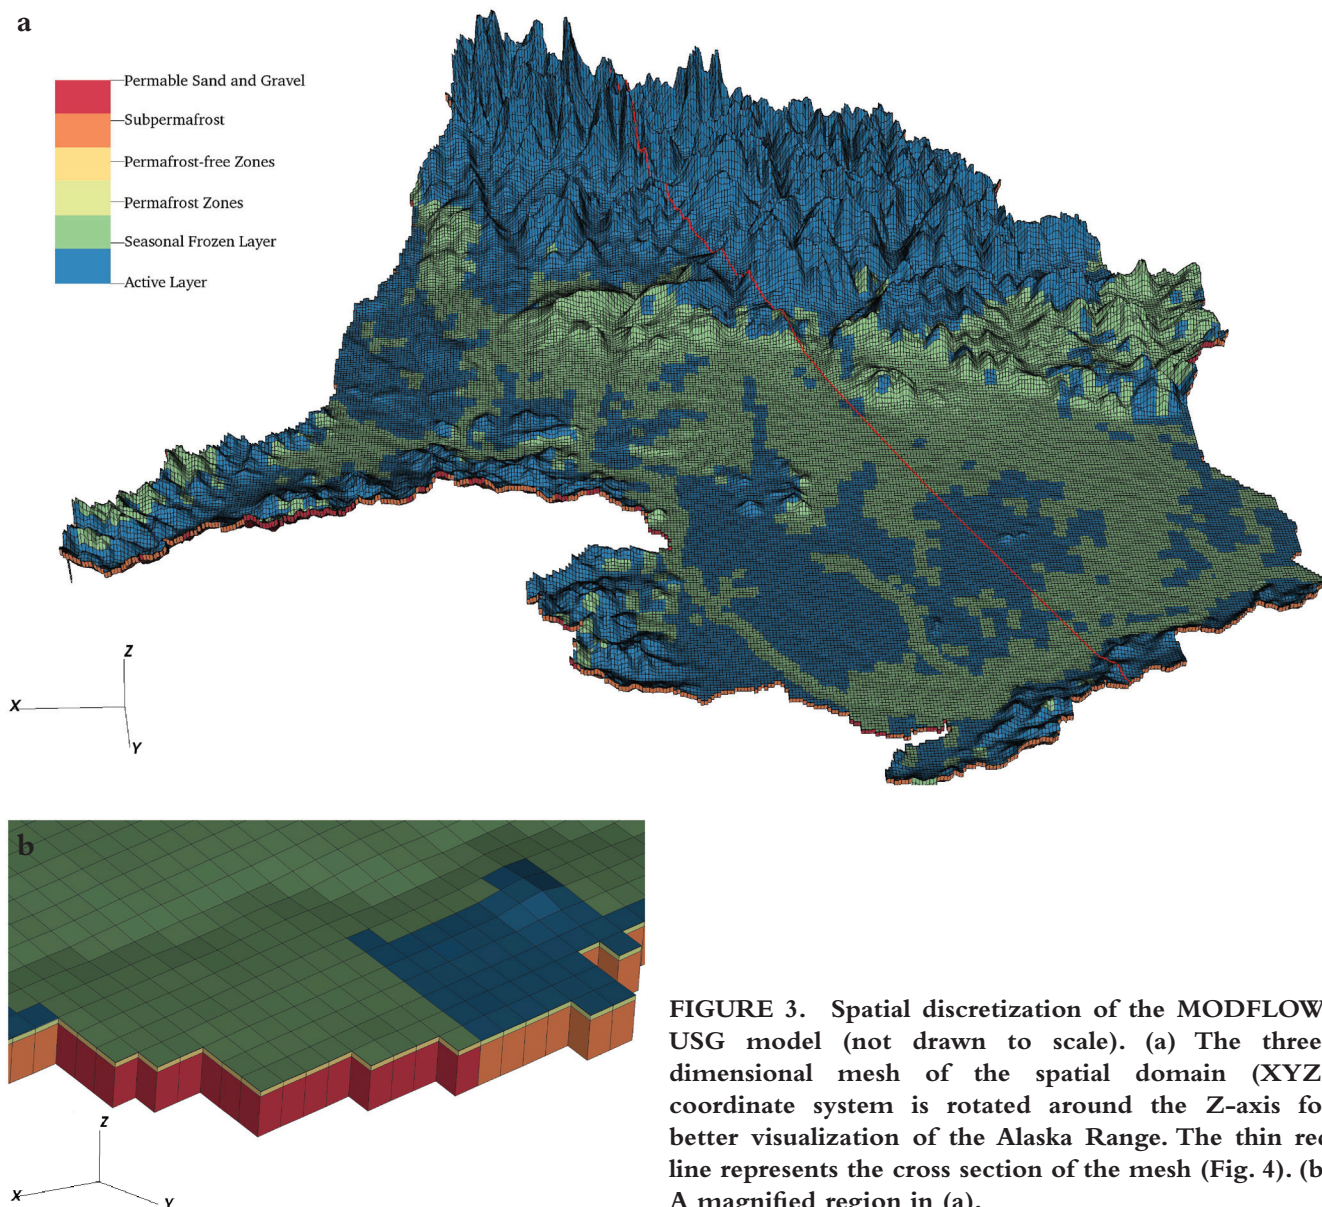 a
Permable Sand and Gravel
Subpermafrost
Permafrost-free Zones
Permafrost Zones
Seasonal Frozen Layer
Active Layer
Z
X
Y
b
Z
X
Y
FIGURE 3. Spatial discretization of the MODFLOW
USG model (not drawn to scale). (a) The three
dimensional mesh of the spatial domain (XYZ
coordinate system is rotated around the Z-axis fo
better visualization of the Alaska Range. The thin red
line represents the cross section of the mesh (Fig. 4). (b
A magnified region in (a).